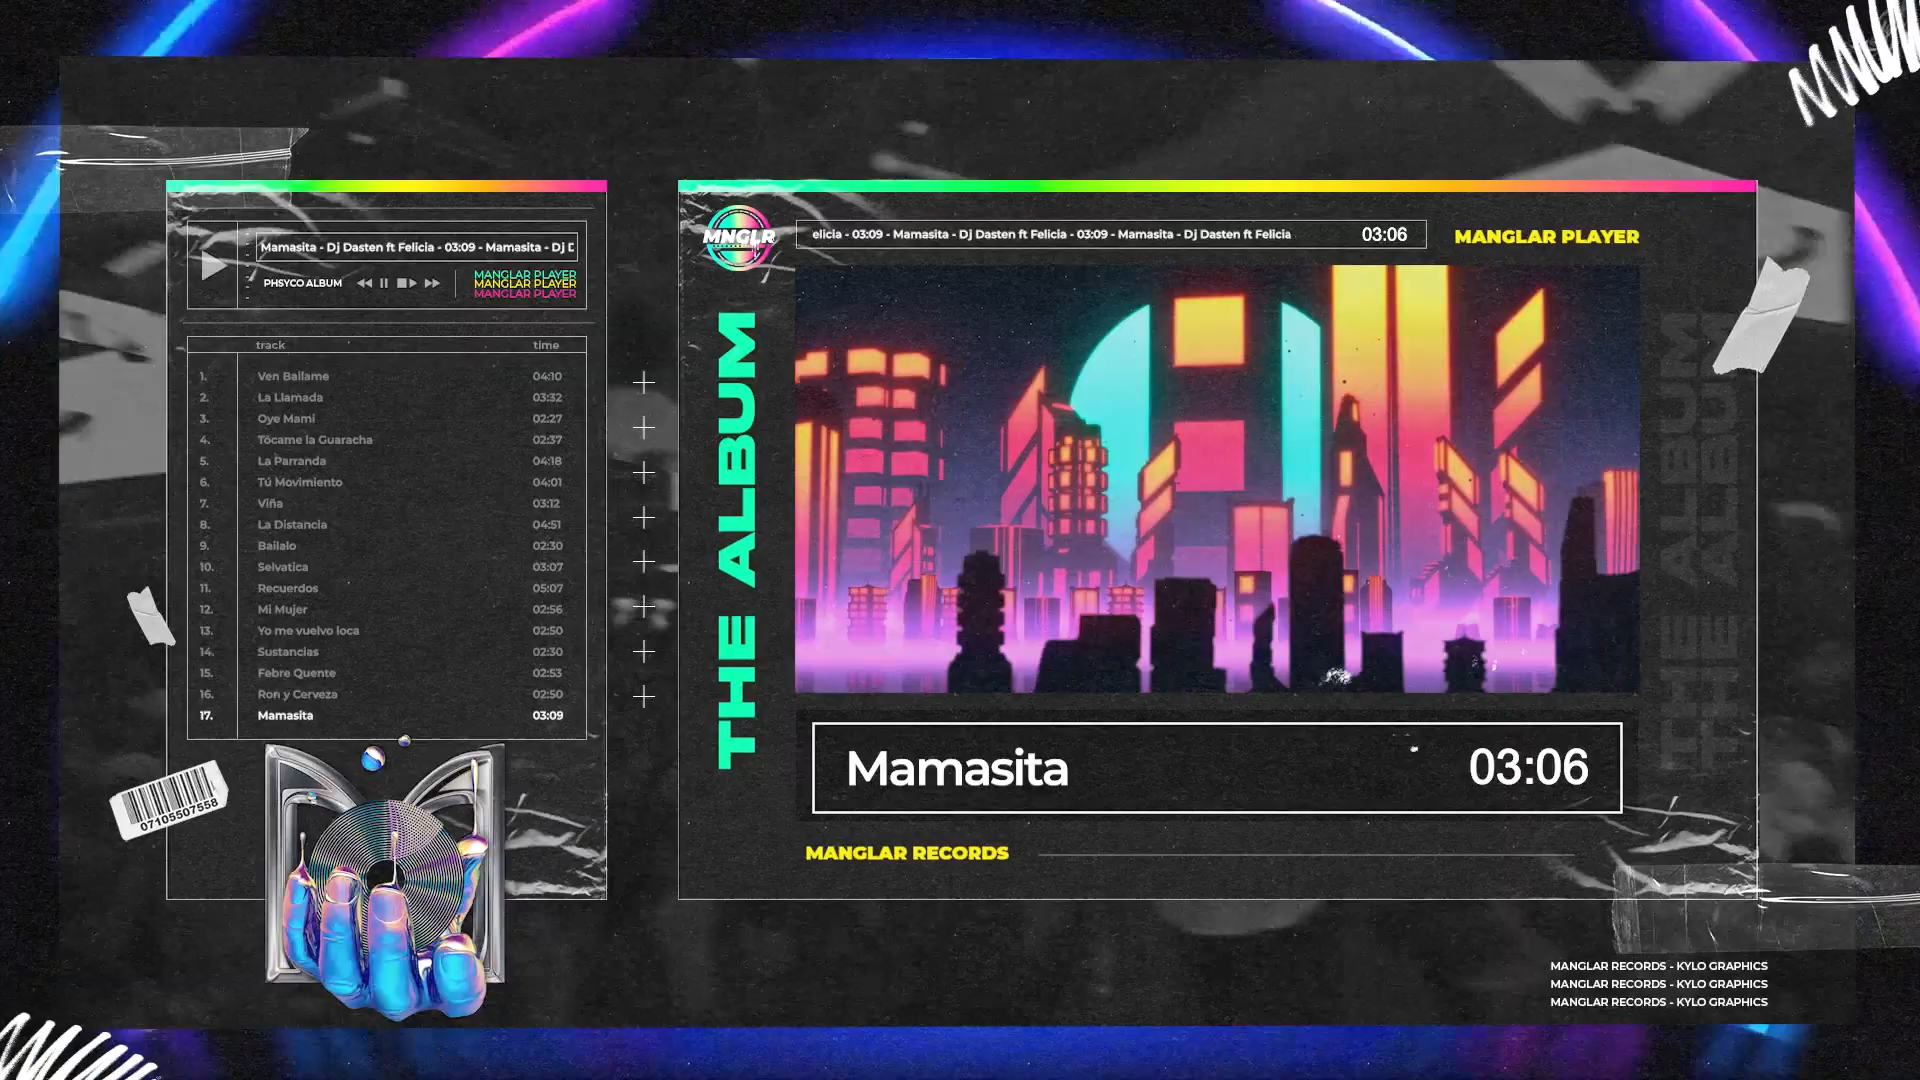 Mamasita - Dj Dasten ft Felicia - 03:09 - Mamasita - Dj D
PHSYCO ALBUM
MANGLAR PLAYER
MANGLAR PLAYER
MANGLAR PLAYER
track time
1. Ven Bailame 04:10
2. La Llamada 03:32
3. Oye Mami 02:27
4. Tócame la Guaracha 02:37
5. La Parranda 04:18
6. Tú Movimiento 04:01
7. Viña 03:12
8. La Distancia 04:51
9. Bailalo 02:30
10. Selvatica 03:07
11. Recuerdos 05:07
12. Mi Mujer 02:56
13. Yo me vuelvo loca 02:50
14. Sustancias 02:30
15. Febre Quente 02:53
16. Ron y Cerveza 02:50
17. Mamasita 03:09
07105507558
MNGLR
elicia - 03:09 - Mamasita - Dj Dasten ft Felicia - 03:09 - Mamasita - Dj Dasten ft Felicia 03:06
MANGLAR PLAYER
THE ALBUM
THE ALBUM
THE ALBUM
Mamasita 03:06
MANGLAR RECORDS
MANGLAR RECORDS - KYLO GRAPHICS
MANGLAR RECORDS - KYLO GRAPHICS
MANGLAR RECORDS - KYLO GRAPHICS